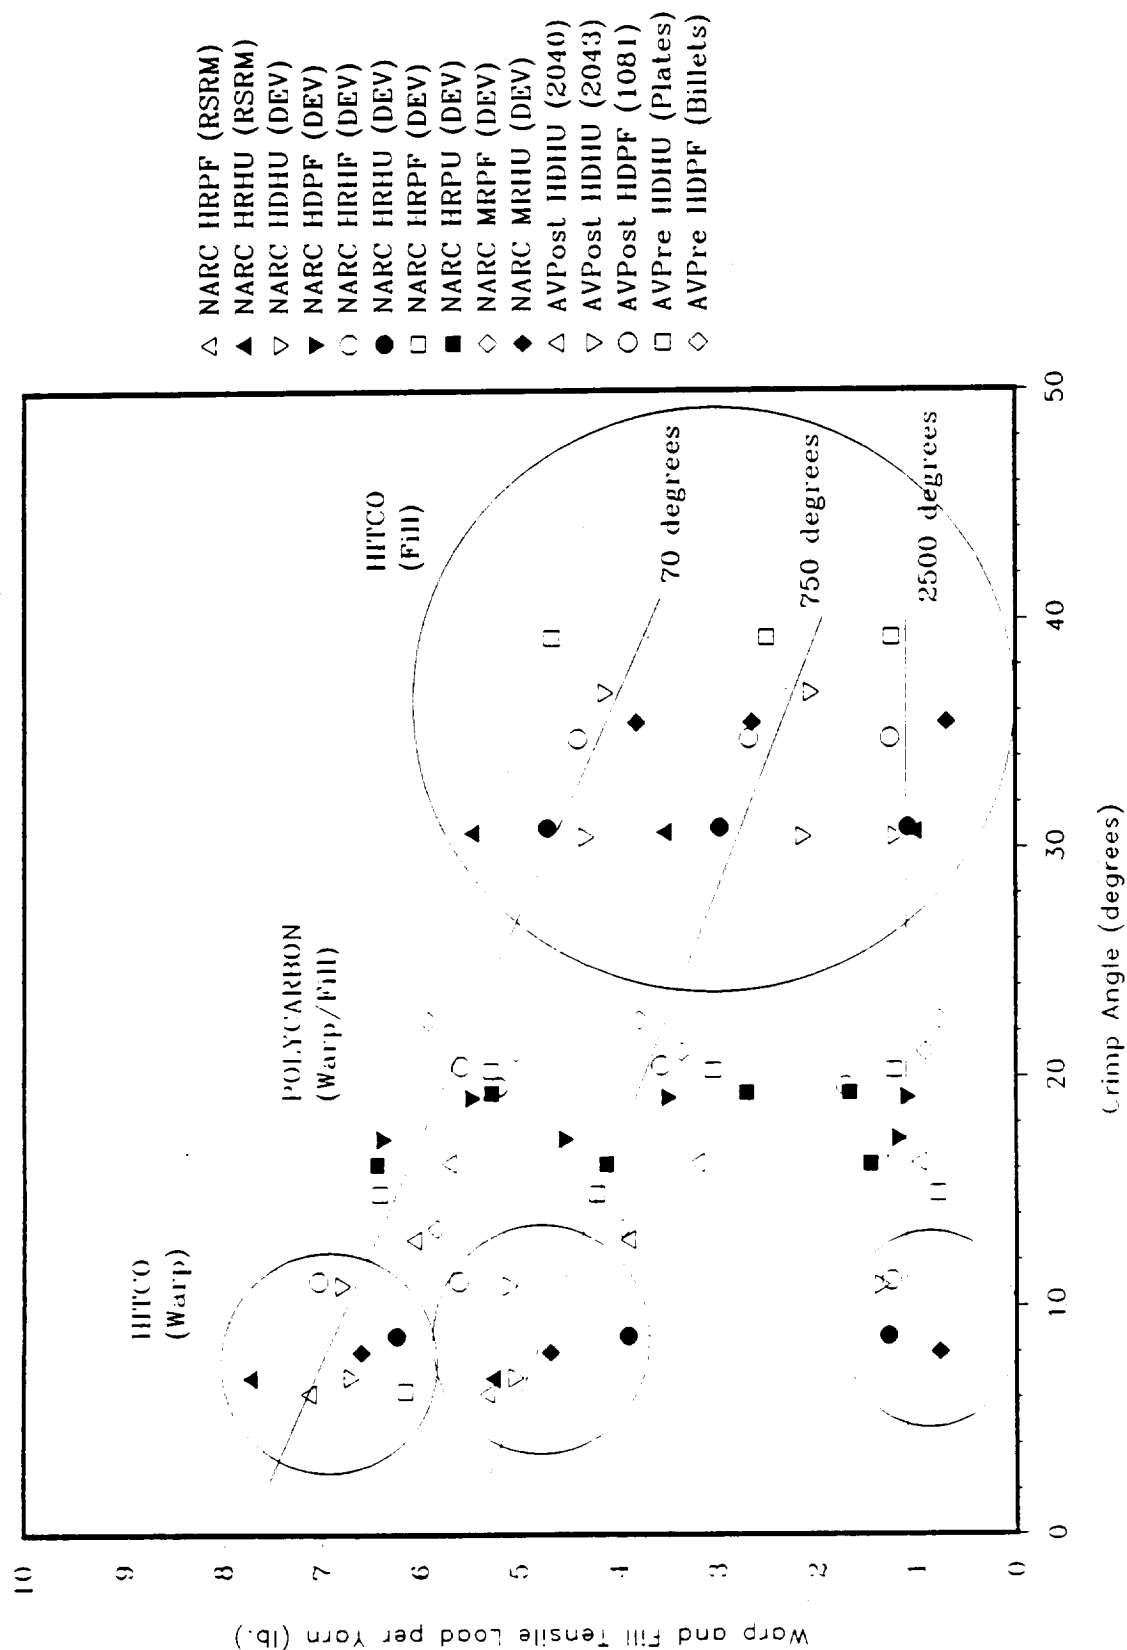 HITCO
(Warp)
POLYCARBON
(Warp/Fill)
HITCO
(Fill)
70 degrees
750 degrees
2500 degrees
NARC HRPF (RSRM)
NARC HRHU (RSRM)
NARC HDHU (DEV)
NARC HDPF (DEV)
NARC HRHF (DEV)
NARC HRHU (DEV)
NARC HRPF (DEV)
NARC HRPU (DEV)
NARC MRPF (DEV)
NARC MRHU (DEV)
AVPost HDHU (2040)
AVPost HDHU (2043)
AVPost HDPF (1081)
AVPre HDHU (Plates)
AVPre HDPF (Billets)
Warp and Fill Tensile Load per Yarn (lb.)
10
9
8
7
6
5
4
3
2
1
0
0
10
20
30
40
50
Crimp Angle (degrees)